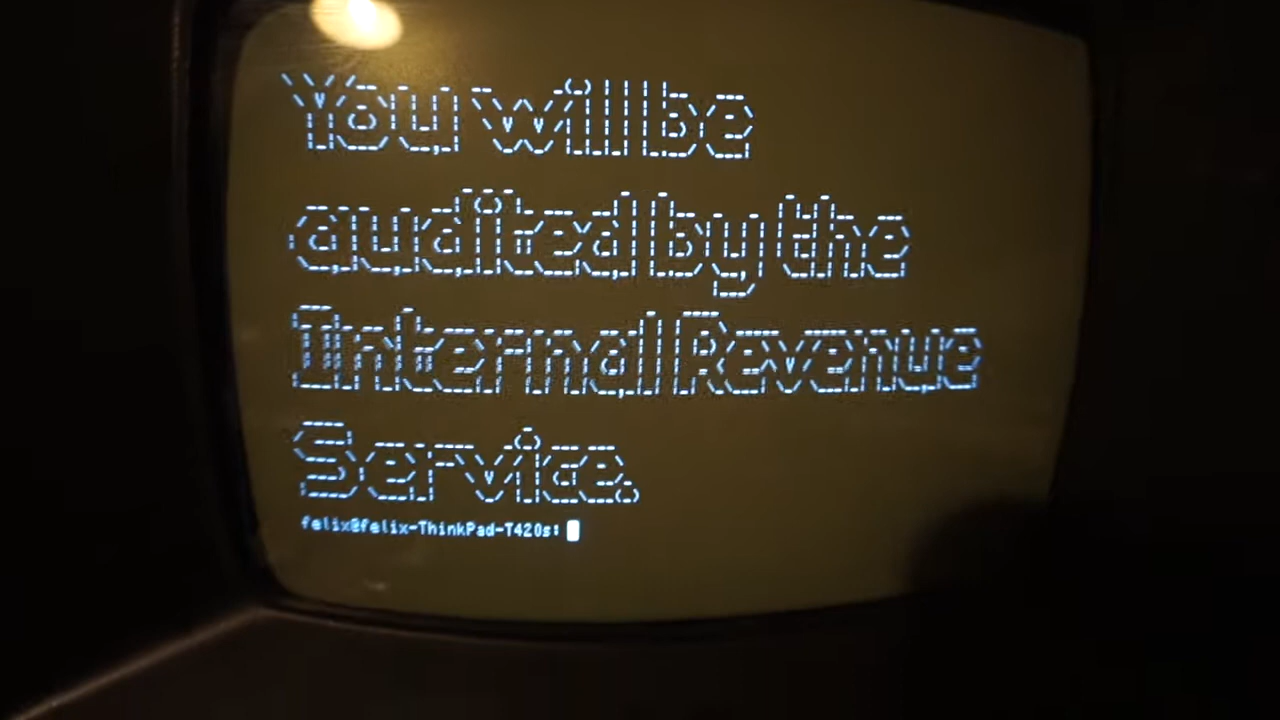 You will be
audited by the
Internal Revenue
Service.
felix@felix-ThinkPad-T420s: